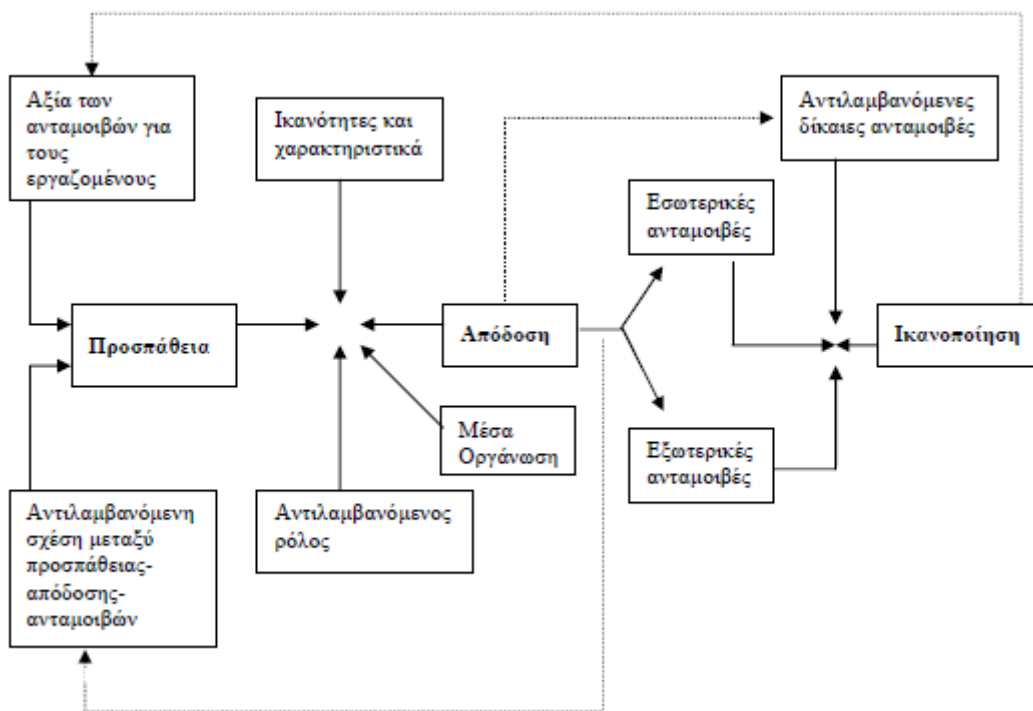 Αξία των
ανταμοιβών για
τους
εργαζομένους
Ικανότητες και
χαρακτηριστικά
Αντιλαμβανόμενες
δίκαιες ανταμοιβές
Εσωτερικές
ανταμοιβές
Προσπάθεια
Απόδοση
Ικανοποίηση
Μέσα
Οργάνωση
Εξωτερικές
ανταμοιβές
Αντιλαμβανόμενη
σχέση μεταξύ
προσπάθειας-
απόδοσης-
ανταμοιβών
Αντιλαμβανόμενος
ρόλος